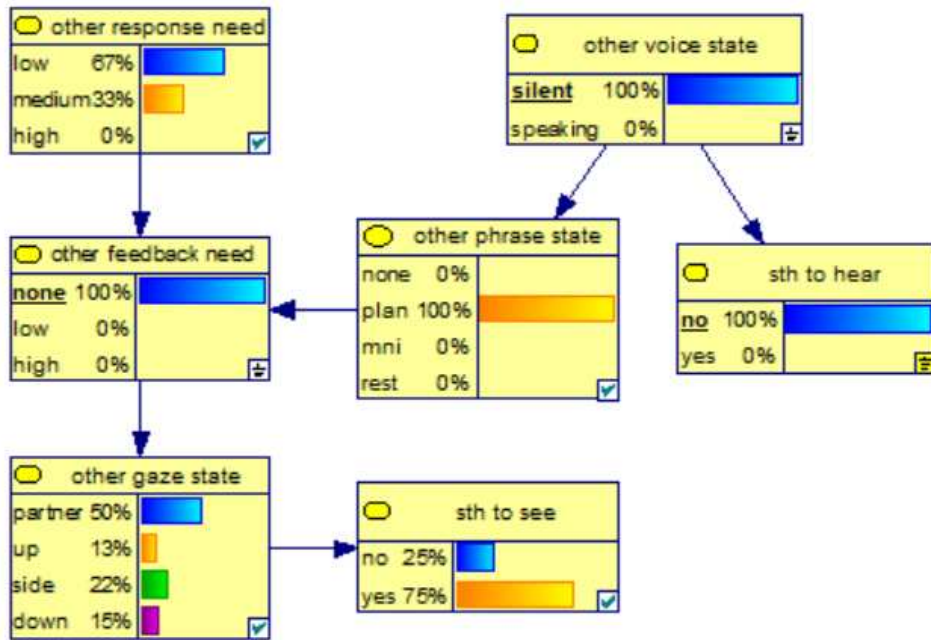 other response need
low 67%
medium 33%
high 0%
other voice state
silent 100%
speaking 0%
other feedback need
none 100%
low 0%
high 0%
other phrase state
none 0%
plan 100%
mni 0%
rest 0%
sth to hear
no 100%
yes 0%
other gaze state
partner 50%
up 13%
side 22%
down 15%
sth to see
no 25%
yes 75%